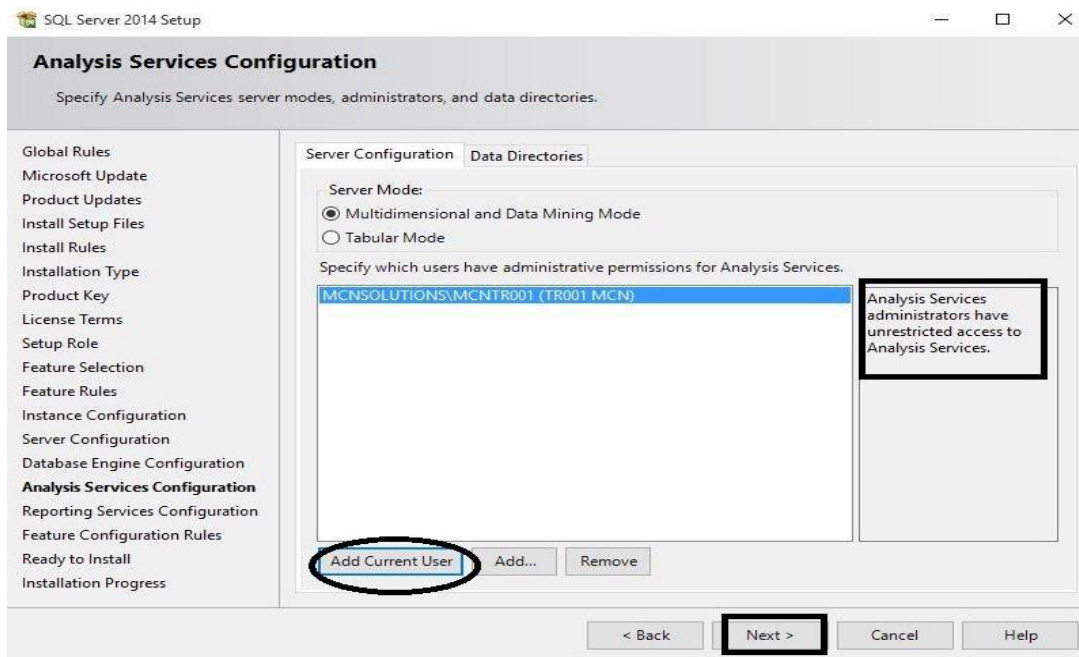 SQL Server 2014 Setup
Analysis Services Configuration
Specify Analysis Services server modes, administrators, and data directories.
Global Rules
Microsoft Update
Product Updates
Install Setup Files
Install Rules
Installation Type
Product Key
License Terms
Setup Role
Feature Selection
Feature Rules
Instance Configuration
Server Configuration
Database Engine Configuration
Analysis Services Configuration
Reporting Services Configuration
Feature Configuration Rules
Ready to Install
Installation Progress
Server Configuration Data Directories
Server Mode:
Multidimensional and Data Mining Mode
Tabular Mode
Specify which users have administrative permissions for Analysis Services.
MCNSOLUTIONS\MCNTR001 (TR001 MCN)
Analysis Services
administrators have
unrestricted access to
Analysis Services.
Add Current User Add... Remove
< Back Next > Cancel Help